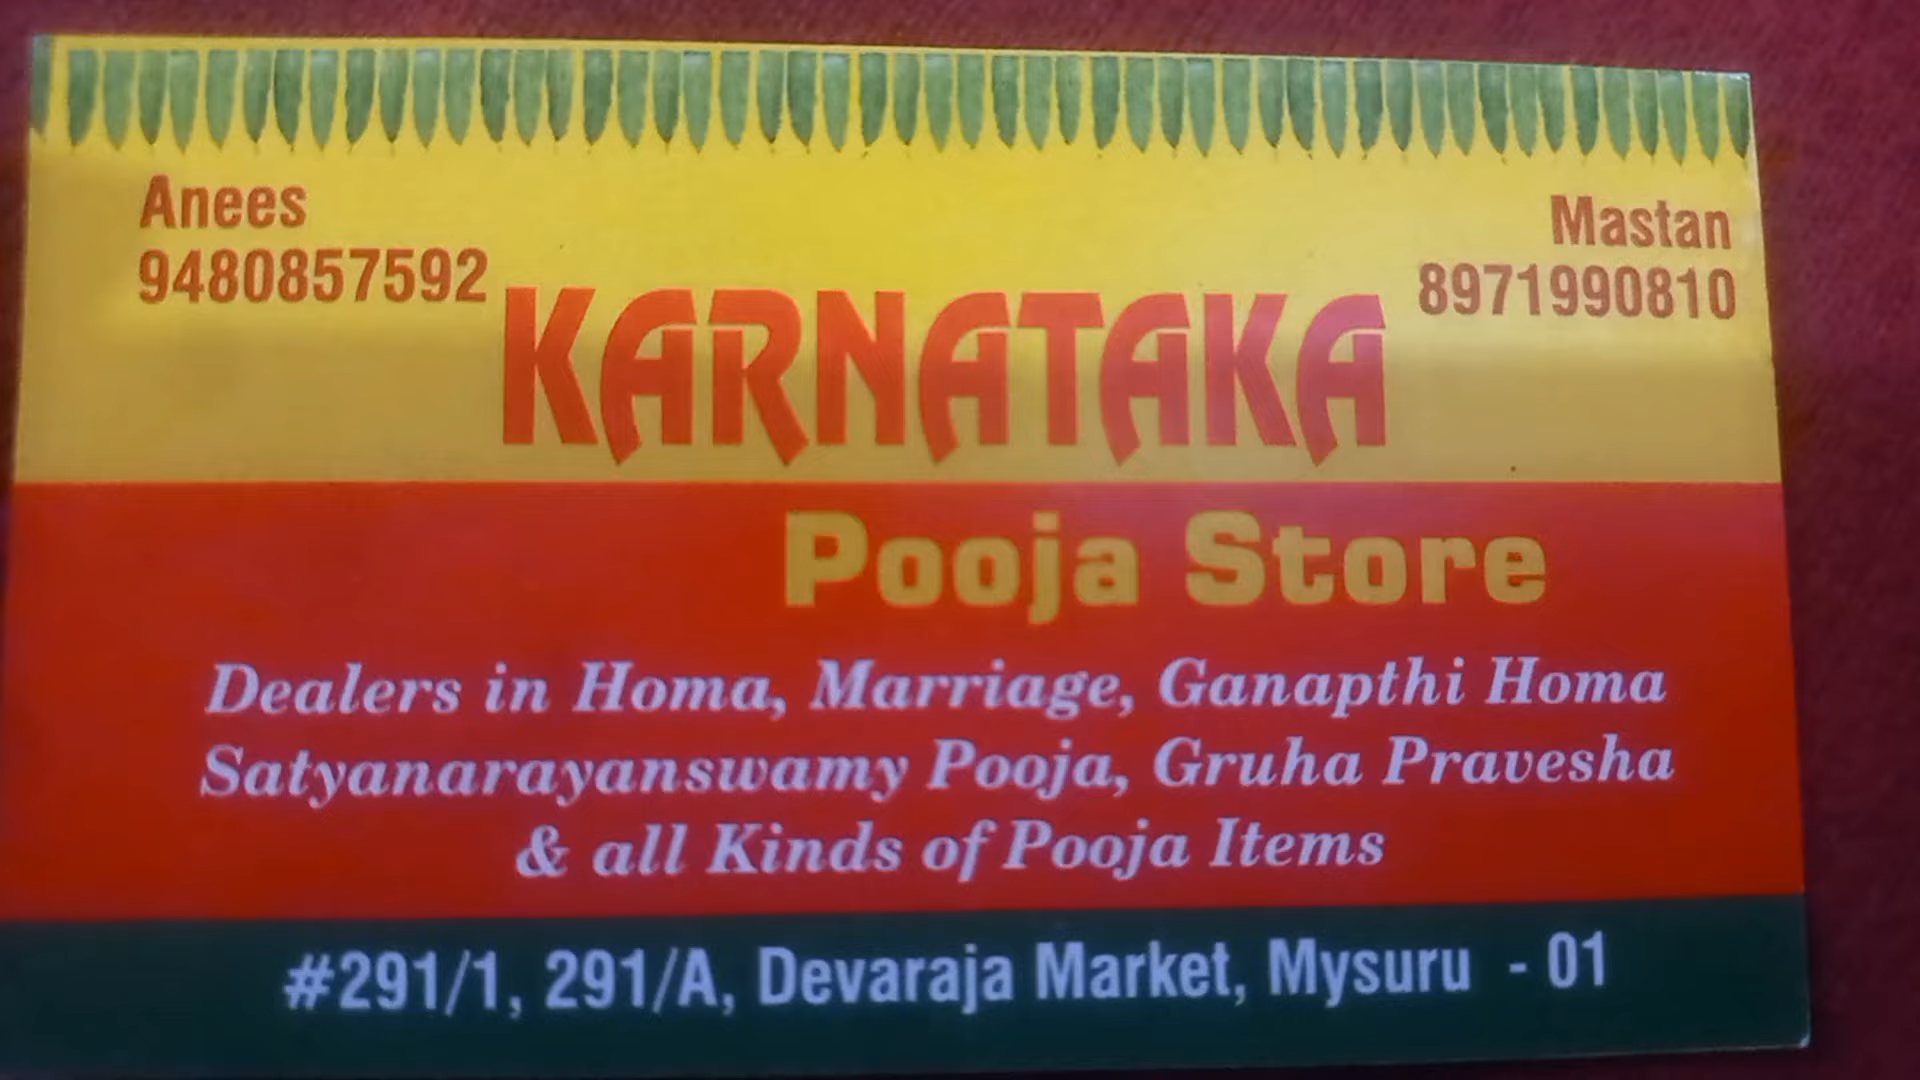 Anees
9480857592
Mastan
8971990810
KARNATAKA
Pooja Store
Dealers in Homa, Marriage, Ganapthi Homa
Satyanarayanswamy Pooja, Gruha Pravesha
& all Kinds of Pooja Items
#291/1, 291/A, Devaraja Market, Mysuru - 01